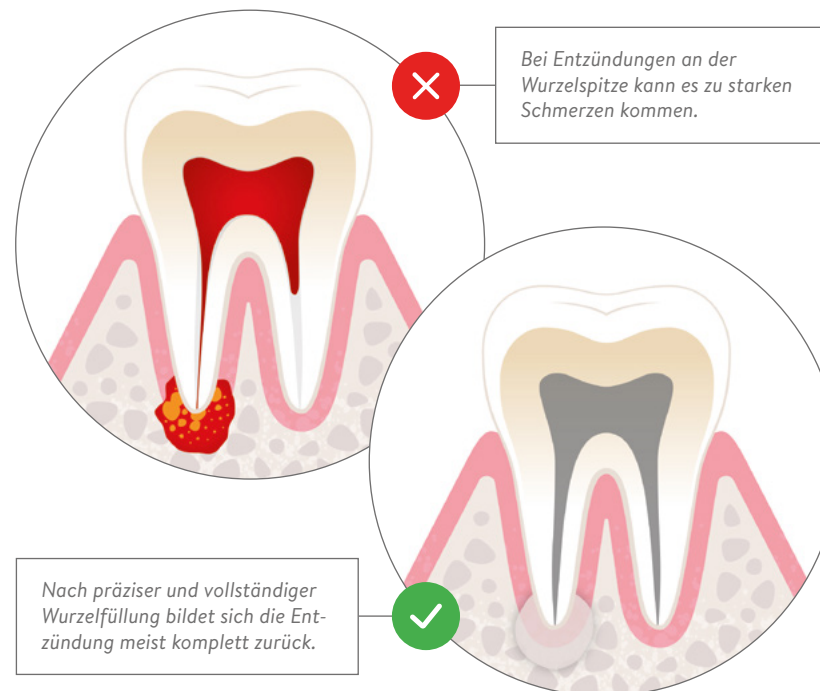 Bei Entzündungen an der
Wurzelspitze kann es zu starken
Schmerzen kommen.
Nach präziser und vollständiger
Wurzelfüllung bildet sich die Ent-
zündung meist komplett zurück.